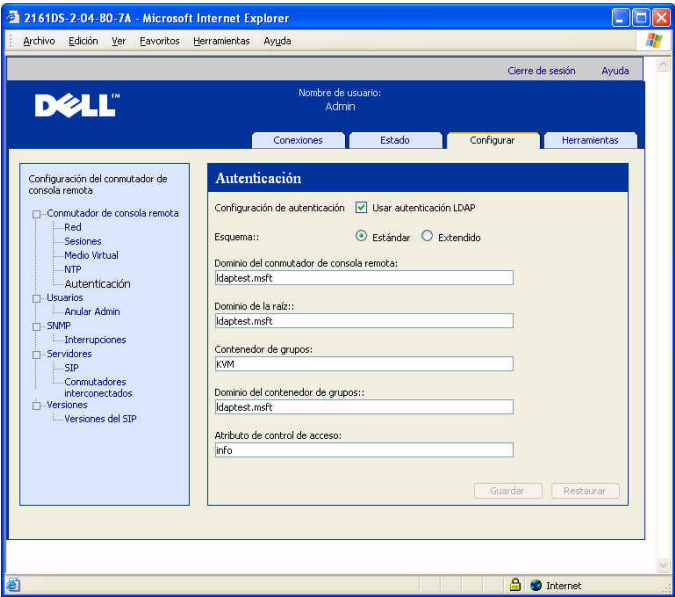 2161DS-2-04-80-7A - Microsoft Internet Explorer
Archivo Edición Ver Favoritos Herramientas Ayuda
Cierre de sesión Ayuda
DELL™
Nombre de usuario:
Admin
Conexiones Estado Configurar Herramientas
Configuración del conmutador de
consola remota
Conmutador de consola remota
Red
Sesiones
Medio Virtual
NTP
Autenticación
Usuarios
Anular Admin
SNMP
Interrupciones
Servidores
SIP
Conmutadores
interconectados
Versiones
Versiones del SIP
Autenticación
Configuración de autenticación Usar autenticación LDAP
Esquema:: Estándar Extendido
Dominio del conmutador de consola remota:
ldaptest.msft
Dominio de la raíz::
ldaptest.msft
Contenedor de grupos:
KVM
Dominio del contenedor de grupos::
ldaptest.msft
Atributo de control de acceso:
info
Guardar Restaurar
Internet